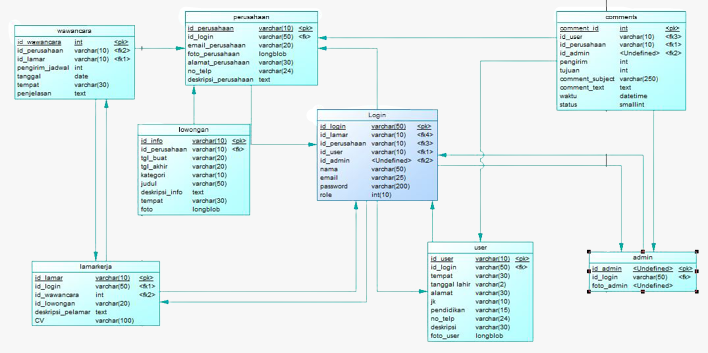 wawancara
id_wawancara int <pk>
id_perusahaan varchar(10) <fk2>
id_lamar varchar(10) <fk1>
pengirim_jadwal int
tanggal date
tempat varchar(30)
penjelasan text
perusahaan
id_perusahaan varchar(10) <pk>
id_login varchar(50) <fk>
email_perusahaan varchar(20)
foto_perusahaan longblob
alamat_perusahaan varchar(30)
no_telp varchar(24)
deskripsi_perusahaan text
comments
comment_id int <pk>
id_user varchar(10) <fk3>
id_perusahaan varchar(10) <fk1>
id_admin <Undefined> <fk2>
pengirim int
tujuan int
comment_subject varchar(250)
comment_text text
waktu datetime
status smallint
lowongan
id_info varchar(10) <pk>
id_perusahaan varchar(10) <fk>
tgl_buat varchar(20)
tgl_akhir varchar(20)
kategori varchar(10)
judul varchar(50)
deskripsi_info text
tempat varchar(30)
foto longblob
Login
id_login varchar(50) <pk>
id_lamar varchar(10) <fk4>
id_perusahaan varchar(10) <fk3>
id_user varchar(10) <fk1>
id_admin <Undefined> <fk2>
nama varchar(50)
email varchar(25)
password varchar(200)
role int(10)
lamarkerja
id_lamar varchar(10) <pk>
id_login varchar(50) <fk1>
id_wawancara int <fk2>
id_lowongan varchar(20)
deskripsi_pelamar text
CV varchar(100)
user
id_user varchar(10) <pk>
id_login varchar(50) <fk>
tempat varchar(30)
tanggal lahir varchar(2)
alamat varchar(30)
jk varchar(10)
pendidikan varchar(15)
no_telp varchar(24)
deskripsi varchar(30)
foto_user longblob
admin
id_admin <Undefined> <pk>
id_login varchar(50) <fk>
foto_admin <Undefined>